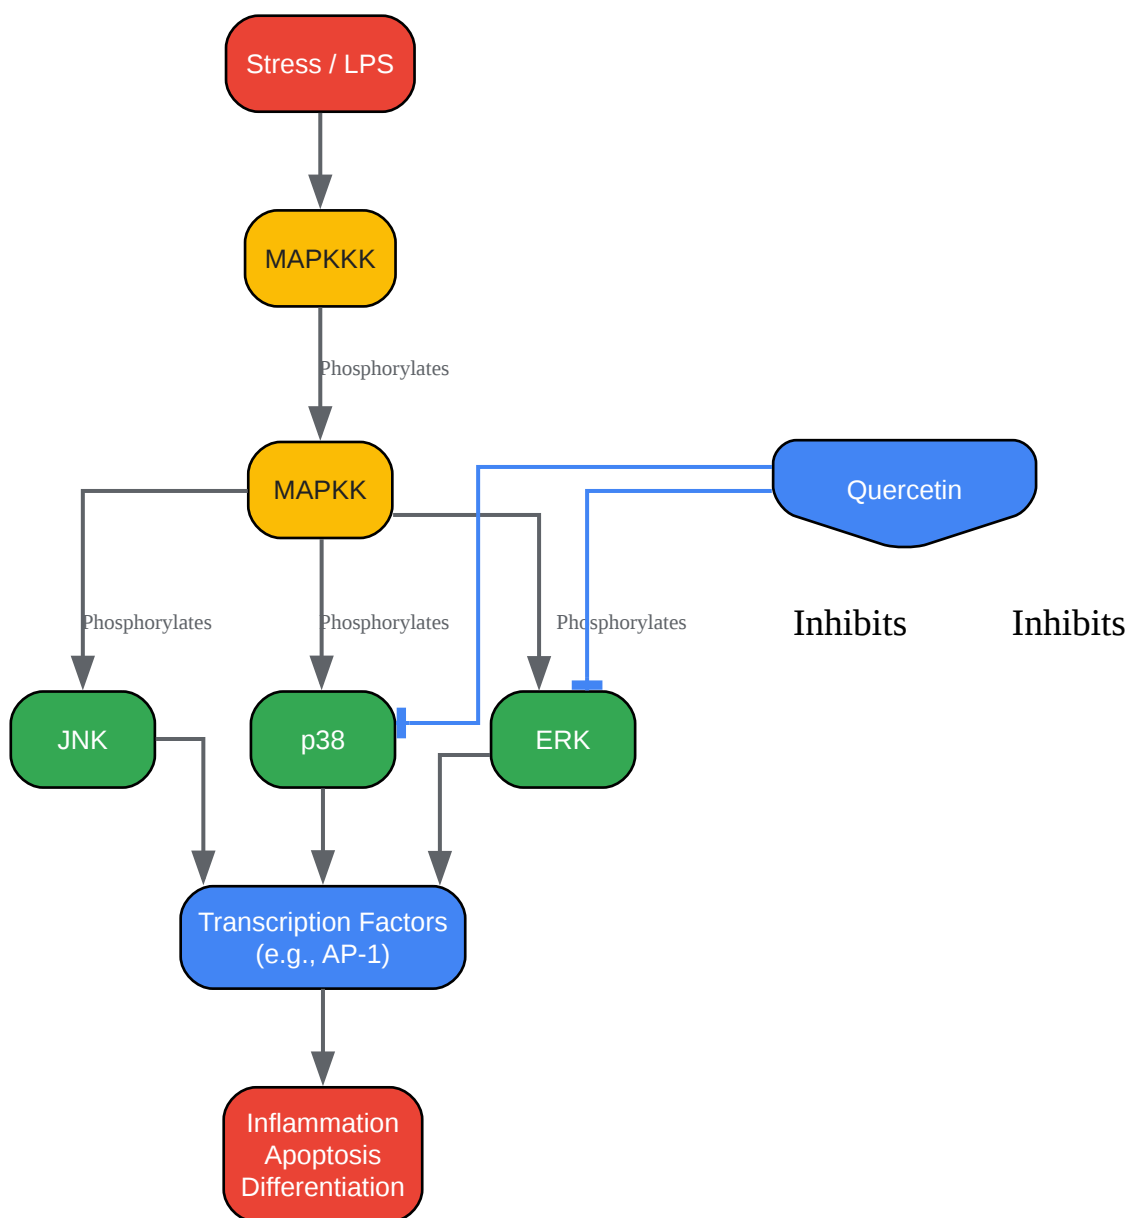 Stress / LPS
MAPKKK
Phosphorylates
MAPKK
Quercetin
Phosphorylates
Phosphorylates
Phosphorylates
Inhibits
Inhibits
JNK
p38
ERK
Transcription Factors
(e.g., AP-1)
Inflammation
Apoptosis
Differentiation